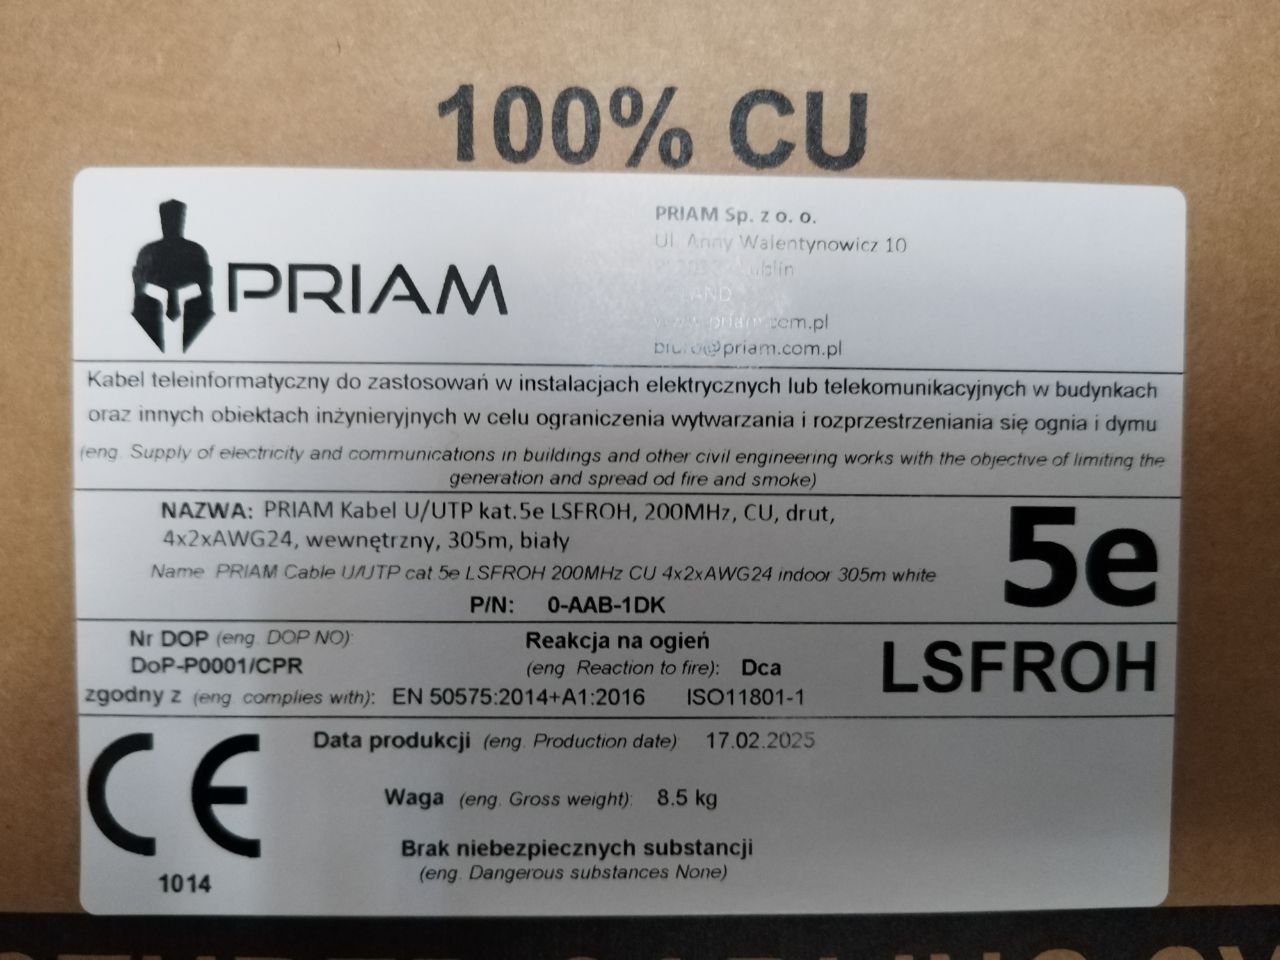 100% CU
PRIAM
PRIAM Sp. z o. o.
Ul. Anny Walentynowicz 10
www.priam.com.pl
biuro@priam.com.pl
Kabel teleinformatyczny do zastosowań w instalacjach elektrycznych lub telekomunikacyjnych w budynkach
oraz innych obiektach inżynieryjnych w celu ograniczenia wytwarzania i rozprzestrzeniania się ognia i dymu
(eng. Supply of electricity and communications in buildings and other civil engineering works with the objective of limiting the
generation and spread od fire and smoke)
NAZWA: PRIAM Kabel U/UTP kat.5e LSFROH, 200MHz, CU, drut,
4x2xAWG24, wewnętrzny, 305m, biały
Name PRIAM Cable U/UTP cat.5e LSFROH 200MHz CU 4x2xAWG24 indoor 305m white
P/N: 0-AAB-1DK
5e
Nr DOP (eng. DOP NO):
DoP-P0001/CPR
Reakcja na ogień
(eng. Reaction to fire): Dca
LSFROH
zgodny z (eng. complies with): EN 50575:2014+A1:2016 ISO11801-1
CE
1014
Data produkcji (eng. Production date) 17.02.2025
Waga (eng. Gross weight): 8.5 kg
Brak niebezpiecznych substancji
(eng. Dangerous substances None)